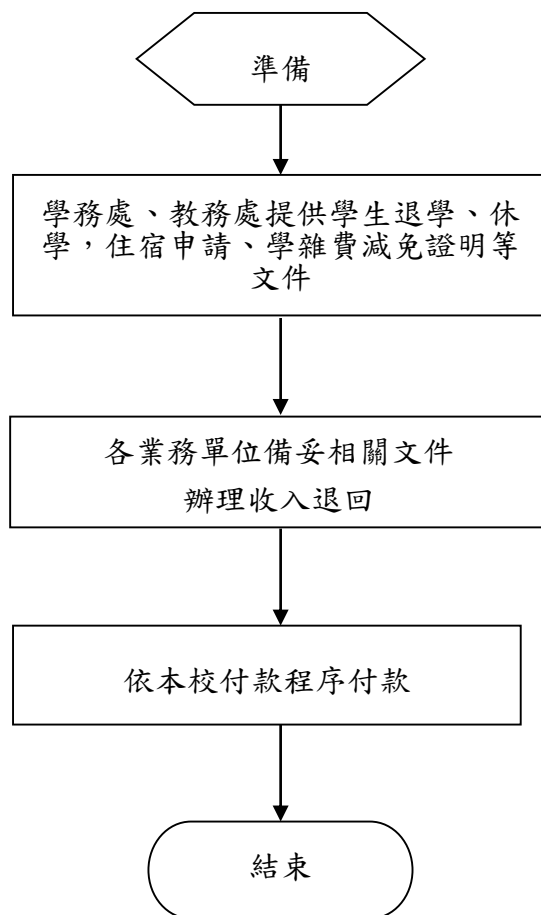 準備
學務處、教務處提供學生退學、休
學，住宿申請、學雜費減免證明等
文件
各業務單位備妥相關文件
辦理收入退回
依本校付款程序付款
結束